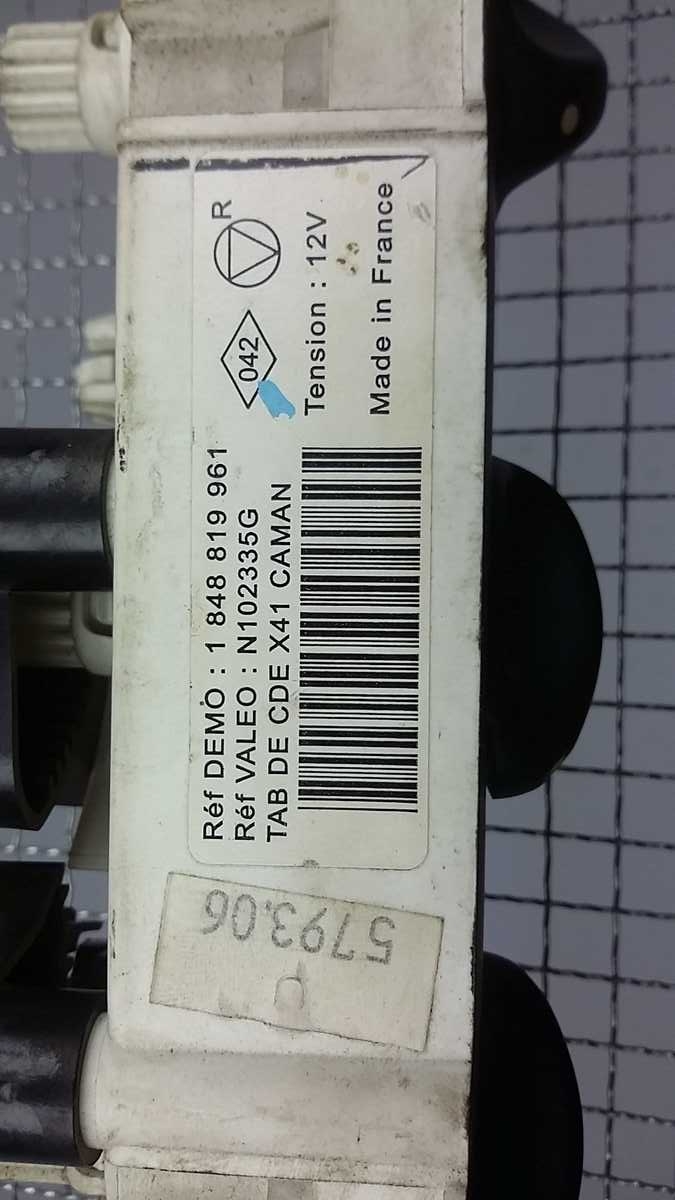 R
042
Tension : 12V
Made in France
Réf DEMO : 1 848 819 961
Réf VALEO : N102335G
TAB DE CDE X41 CAMAN
5793.06